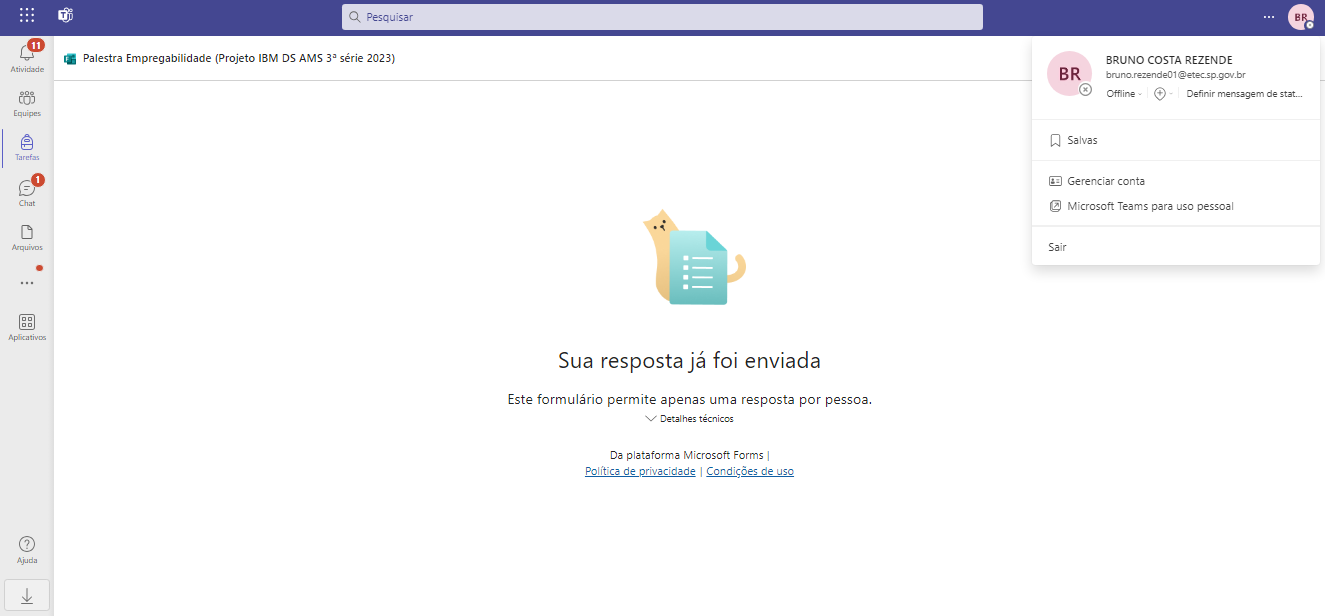 Pesquisar
BR
11
Atividade
Equipes
Tarefas
1
Chat
Arquivos
Aplicativos
Ajuda
Palestra Empregabilidade (Projeto IBM DS AMS 3ª série 2023)
BR
BRUNO COSTA REZENDE
bruno.rezende01@etec.sp.gov.br
Offline
Definir mensagem de stat...
Salvas
Gerenciar conta
Microsoft Teams para uso pessoal
Sair
Sua resposta já foi enviada
Este formulário permite apenas uma resposta por pessoa.
Detalhes técnicos
Da plataforma Microsoft Forms |
Política de privacidade | Condições de uso